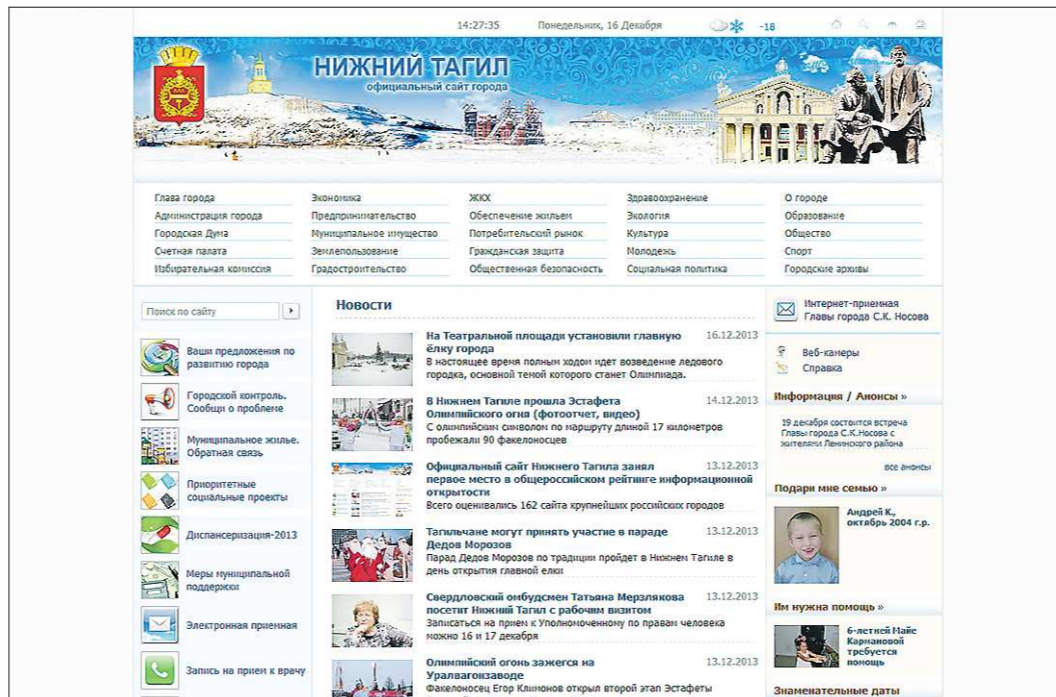 14:27:35 Понедельник, 16 Декабря -18
НИЖНИЙ ТАГИЛ
официальный сайт города
Глава города
Администрация города
Городская Дума
Счетная палата
Избирательная комиссия
Экономика
Предпринимательство
Муниципальное имущество
Землепользование
Градостроительство
ЖКХ
Обеспечение жильем
Потребительский рынок
Гражданская защита
Общественная безопасность
Здравоохранение
Экология
Культура
Молодежь
Социальная политика
О городе
Образование
Общество
Спорт
Городские архивы
Поиск по сайту
Ваши предложения по
развитию города
Городской контроль.
Сообщи о проблеме
Муниципальное жилье.
Обратная связь
Приоритетные
социальные проекты
Диспансеризация-2013
Меры муниципальной
поддержки
Электронная приемная
Запись на прием к врачу
Новости
На Театральной площади установили главную 16.12.2013
ёлку города
В настоящее время полным ходом идет возведение ледового
городка, основной темой которого станет Олимпиада.
В Нижнем Тагиле прошла Эстафета 14.12.2013
Олимпийского огня (фотоотчет, видео)
С олимпийским символом по маршруту длиной 17 километров
пробежали 90 факелоносцев
Официальный сайт Нижнего Тагила занял 13.12.2013
первое место в общероссийском рейтинге информационной
открытости
Всего оценивались 162 сайта крупнейших российских городов
Тагильчане могут принять участие в параде 13.12.2013
Дедов Морозов
Парад Дедов Морозов по традиции пройдет в Нижнем Тагиле в
день открытия главной елки
Свердловский омбудсмен Татьяна Мерзлякова 13.12.2013
посетит Нижний Тагил с рабочим визитом
Записаться на прием к Уполномоченному по правам человека
можно 16 и 17 декабря
Олимпийский огонь зажегся на 13.12.2013
Уралвагонзаводе
Факелоносец Егор Климонов открыл второй этап Эстафеты
Интернет-приемная
Главы города С.К. Носова
Веб-камеры
Справка
Информация / Анонсы »
19 декабря состоится встреча
Главы города С.К.Носова с
жителями Ленинского района
все анонсы
Подари мне семью »
Андрей К.,
октябрь 2004 г.р.
Им нужна помощь »
6-летней Майе
Кармановой
требуется
помощь
Знаменательные даты